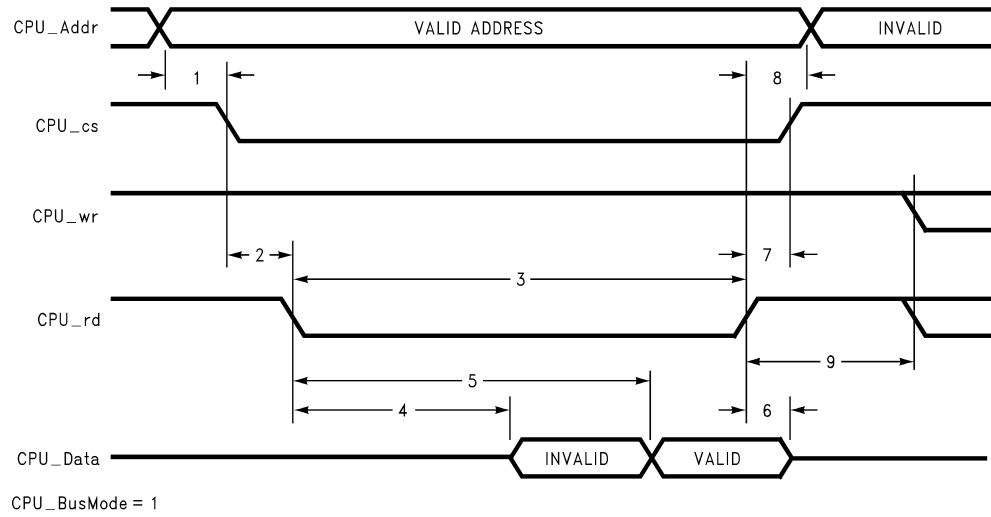 CPU_Addr VALID ADDRESS INVALID
1 8
CPU_cs
CPU_wr
2 7
3
CPU_rd
9
5
4 6
CPU_Data INVALID VALID
CPU_BusMode = 1